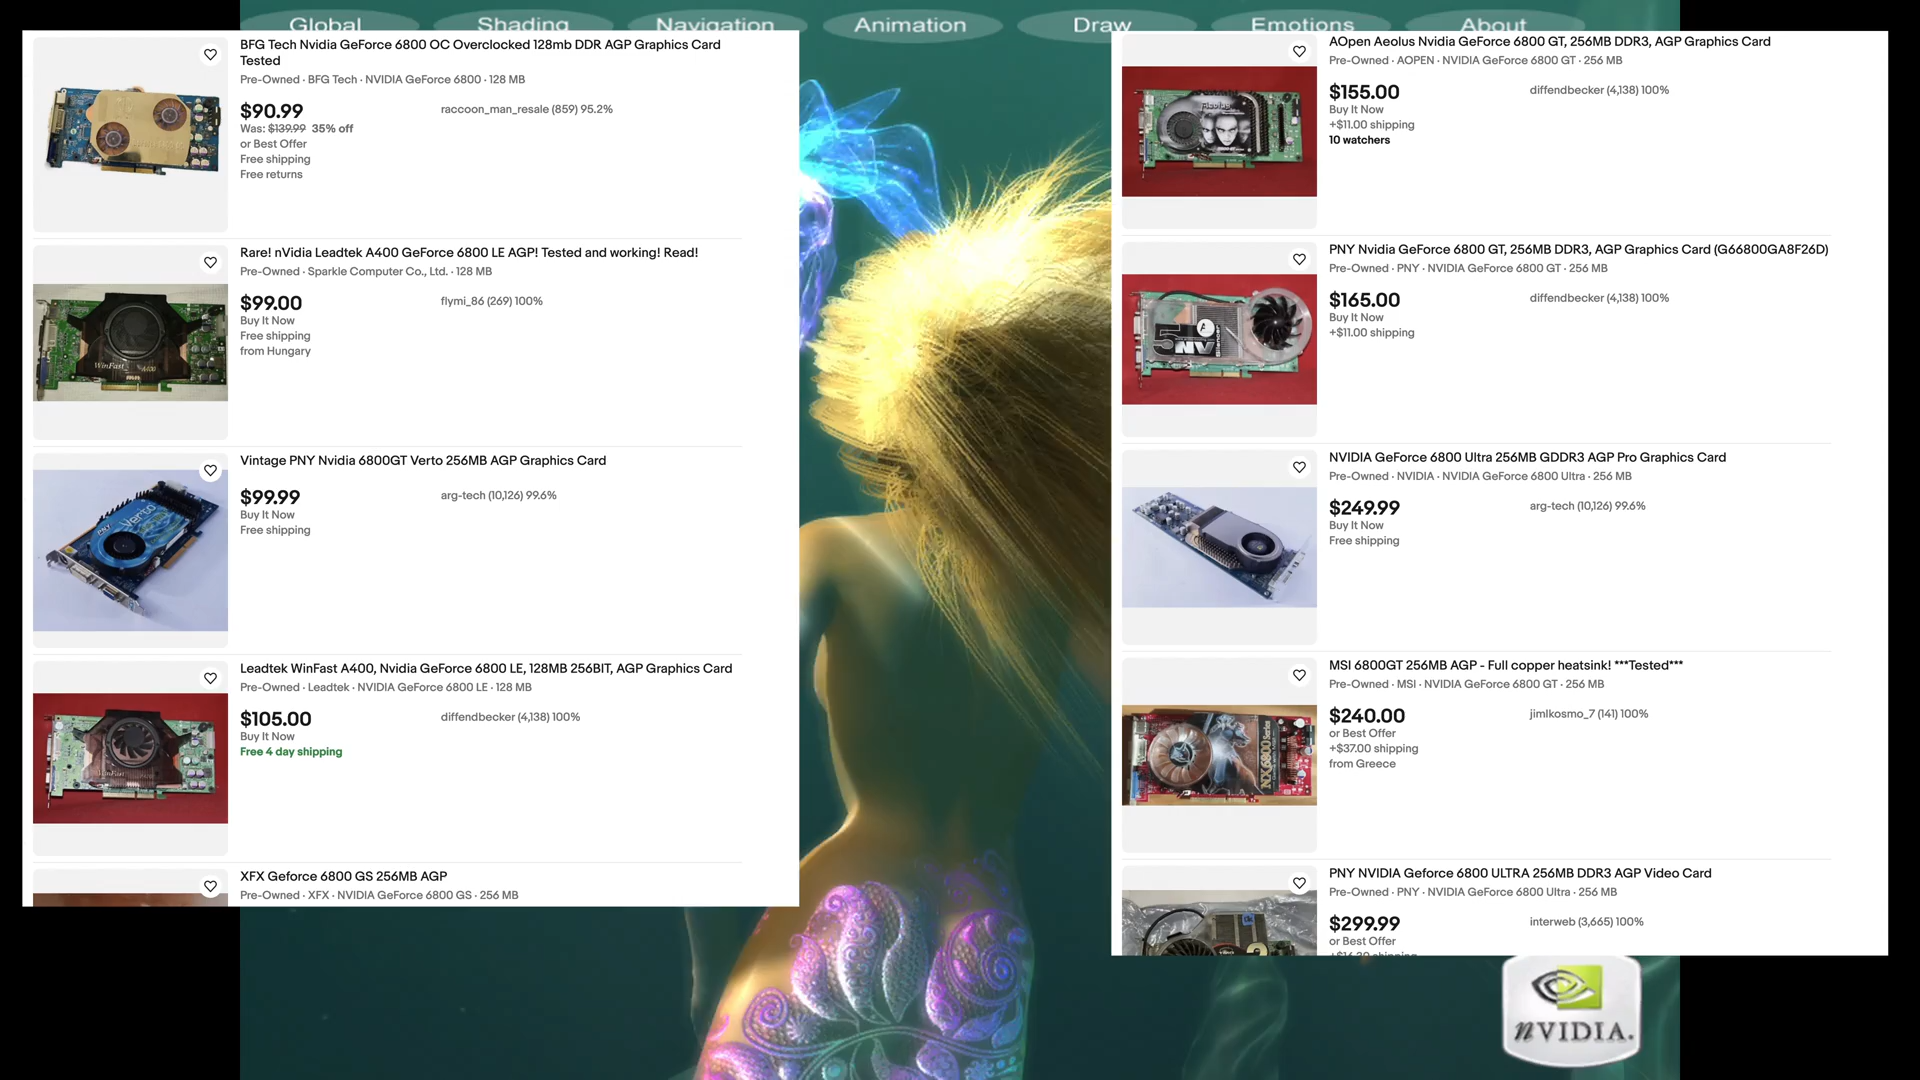 Global
Shading
Navigation
Animation
Draw
Emotions
About
BFG Tech Nvidia GeForce 6800 OC Overclocked 128mb DDR AGP Graphics Card
Tested
Pre-Owned · BFG Tech · NVIDIA GeForce 6800 · 128 MB
$90.99
raccoon_man_resale (859) 95.2%
Was: $139.99 35% off
or Best Offer
Free shipping
Free returns
Rare! nVidia Leadtek A400 GeForce 6800 LE AGP! Tested and working! Read!
Pre-Owned · Sparkle Computer Co., Ltd. · 128 MB
$99.00
flymi_86 (269) 100%
Buy It Now
Free shipping
from Hungary
WinFast A400
Vintage PNY Nvidia 6800GT Verto 256MB AGP Graphics Card
$99.99
arg-tech (10,126) 99.6%
Buy It Now
Free shipping
PNY
Verto
Leadtek WinFast A400, Nvidia GeForce 6800 LE, 128MB 256BIT, AGP Graphics Card
Pre-Owned · Leadtek · NVIDIA GeForce 6800 LE · 128 MB
$105.00
diffendbecker (4,138) 100%
Buy It Now
Free 4 day shipping
WinFast
XFX Geforce 6800 GS 256MB AGP
Pre-Owned · XFX · NVIDIA GeForce 6800 GS · 256 MB
AOpen Aeolus Nvidia GeForce 6800 GT, 256MB DDR3, AGP Graphics Card
Pre-Owned · AOPEN · NVIDIA GeForce 6800 GT · 256 MB
$155.00
diffendbecker (4,138) 100%
Buy It Now
+$11.00 shipping
10 watchers
Aeolus
PNY Nvidia GeForce 6800 GT, 256MB DDR3, AGP Graphics Card (G66800GA8F26D)
Pre-Owned · PNY · NVIDIA GeForce 6800 GT · 256 MB
$165.00
diffendbecker (4,138) 100%
Buy It Now
+$11.00 shipping
5
NV
Silencer
NVIDIA GeForce 6800 Ultra 256MB GDDR3 AGP Pro Graphics Card
Pre-Owned · NVIDIA · NVIDIA GeForce 6800 Ultra · 256 MB
$249.99
arg-tech (10,126) 99.6%
Buy It Now
Free shipping
MSI 6800GT 256MB AGP - Full copper heatsink! ***Tested***
Pre-Owned · MSI · NVIDIA GeForce 6800 GT · 256 MB
$240.00
jimlkosmo_7 (141) 100%
or Best Offer
+$37.00 shipping
from Greece
NX6800 Series
PNY NVIDIA Geforce 6800 ULTRA 256MB DDR3 AGP Video Card
Pre-Owned · PNY · NVIDIA GeForce 6800 Ultra · 256 MB
$299.99
interweb (3,665) 100%
or Best Offer
+$16.20 shipping
nVIDIA.